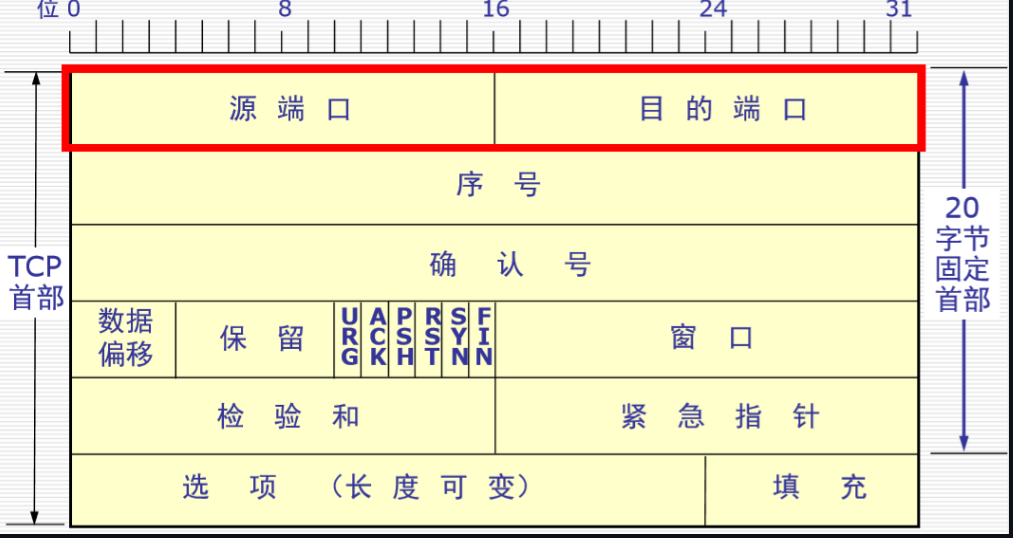 位 0 8 16 24 31
源 端 口 目 的 端 口
序 号
确 认 号
数据
偏移
保 留
URG
ACK
PSH
RST
SYN
FIN
窗 口
检 验 和 紧 急 指 针
选 项 （长 度 可 变） 填 充
TCP
首部
20
字节
固定
首部